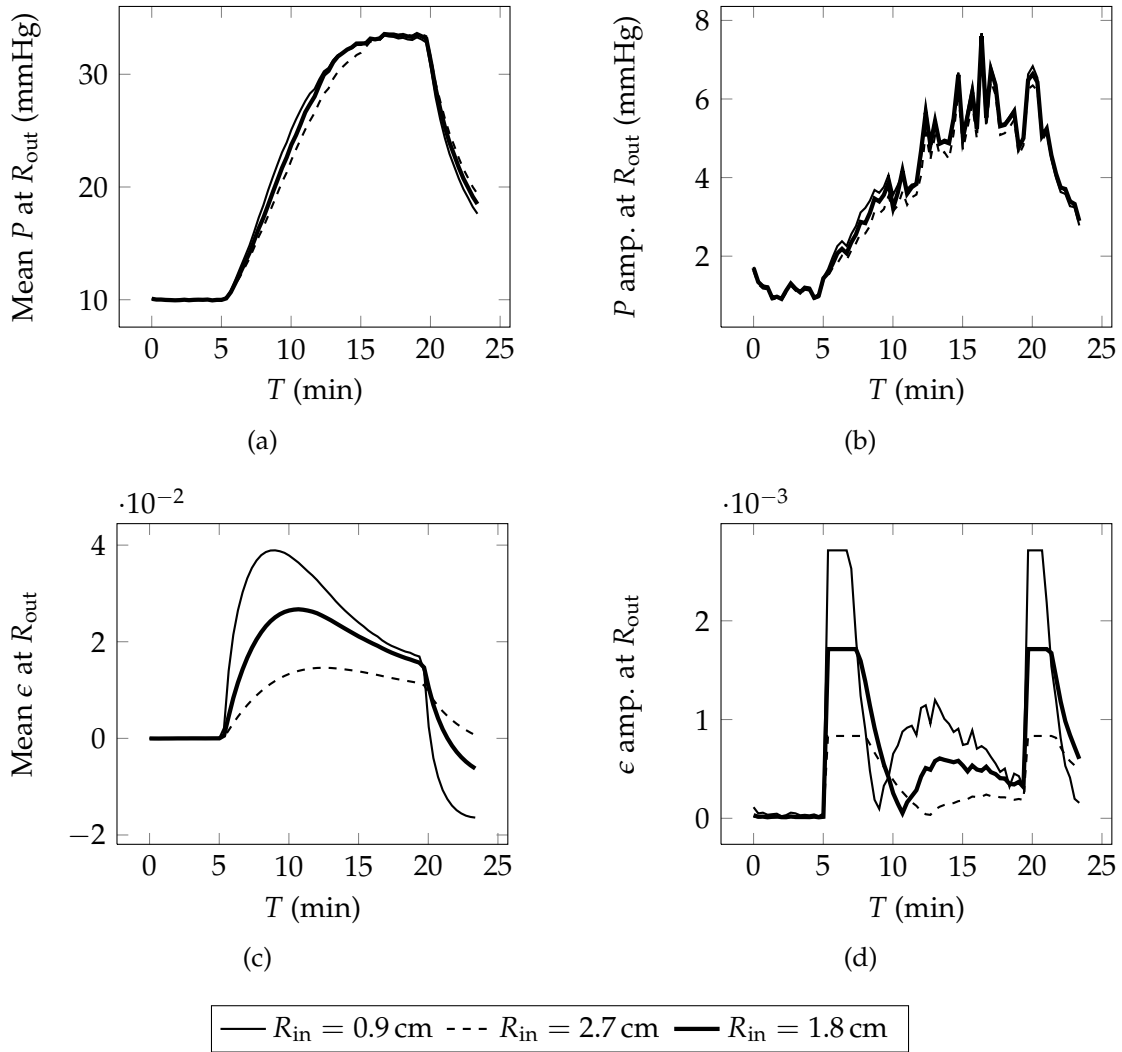 Mean P at R_out (mmHg)
30
20
10
0 5 10 15 20 25
T (min)
(a)
P amp. at R_out (mmHg)
8
6
4
2
0 5 10 15 20 25
T (min)
(b)
·10⁻²
Mean ϵ at R_out
4
2
0
−2
0 5 10 15 20 25
T (min)
(c)
·10⁻³
ϵ amp. at R_out
2
1
0
0 5 10 15 20 25
T (min)
(d)
R_in = 0.9 cm R_in = 2.7 cm R_in = 1.8 cm